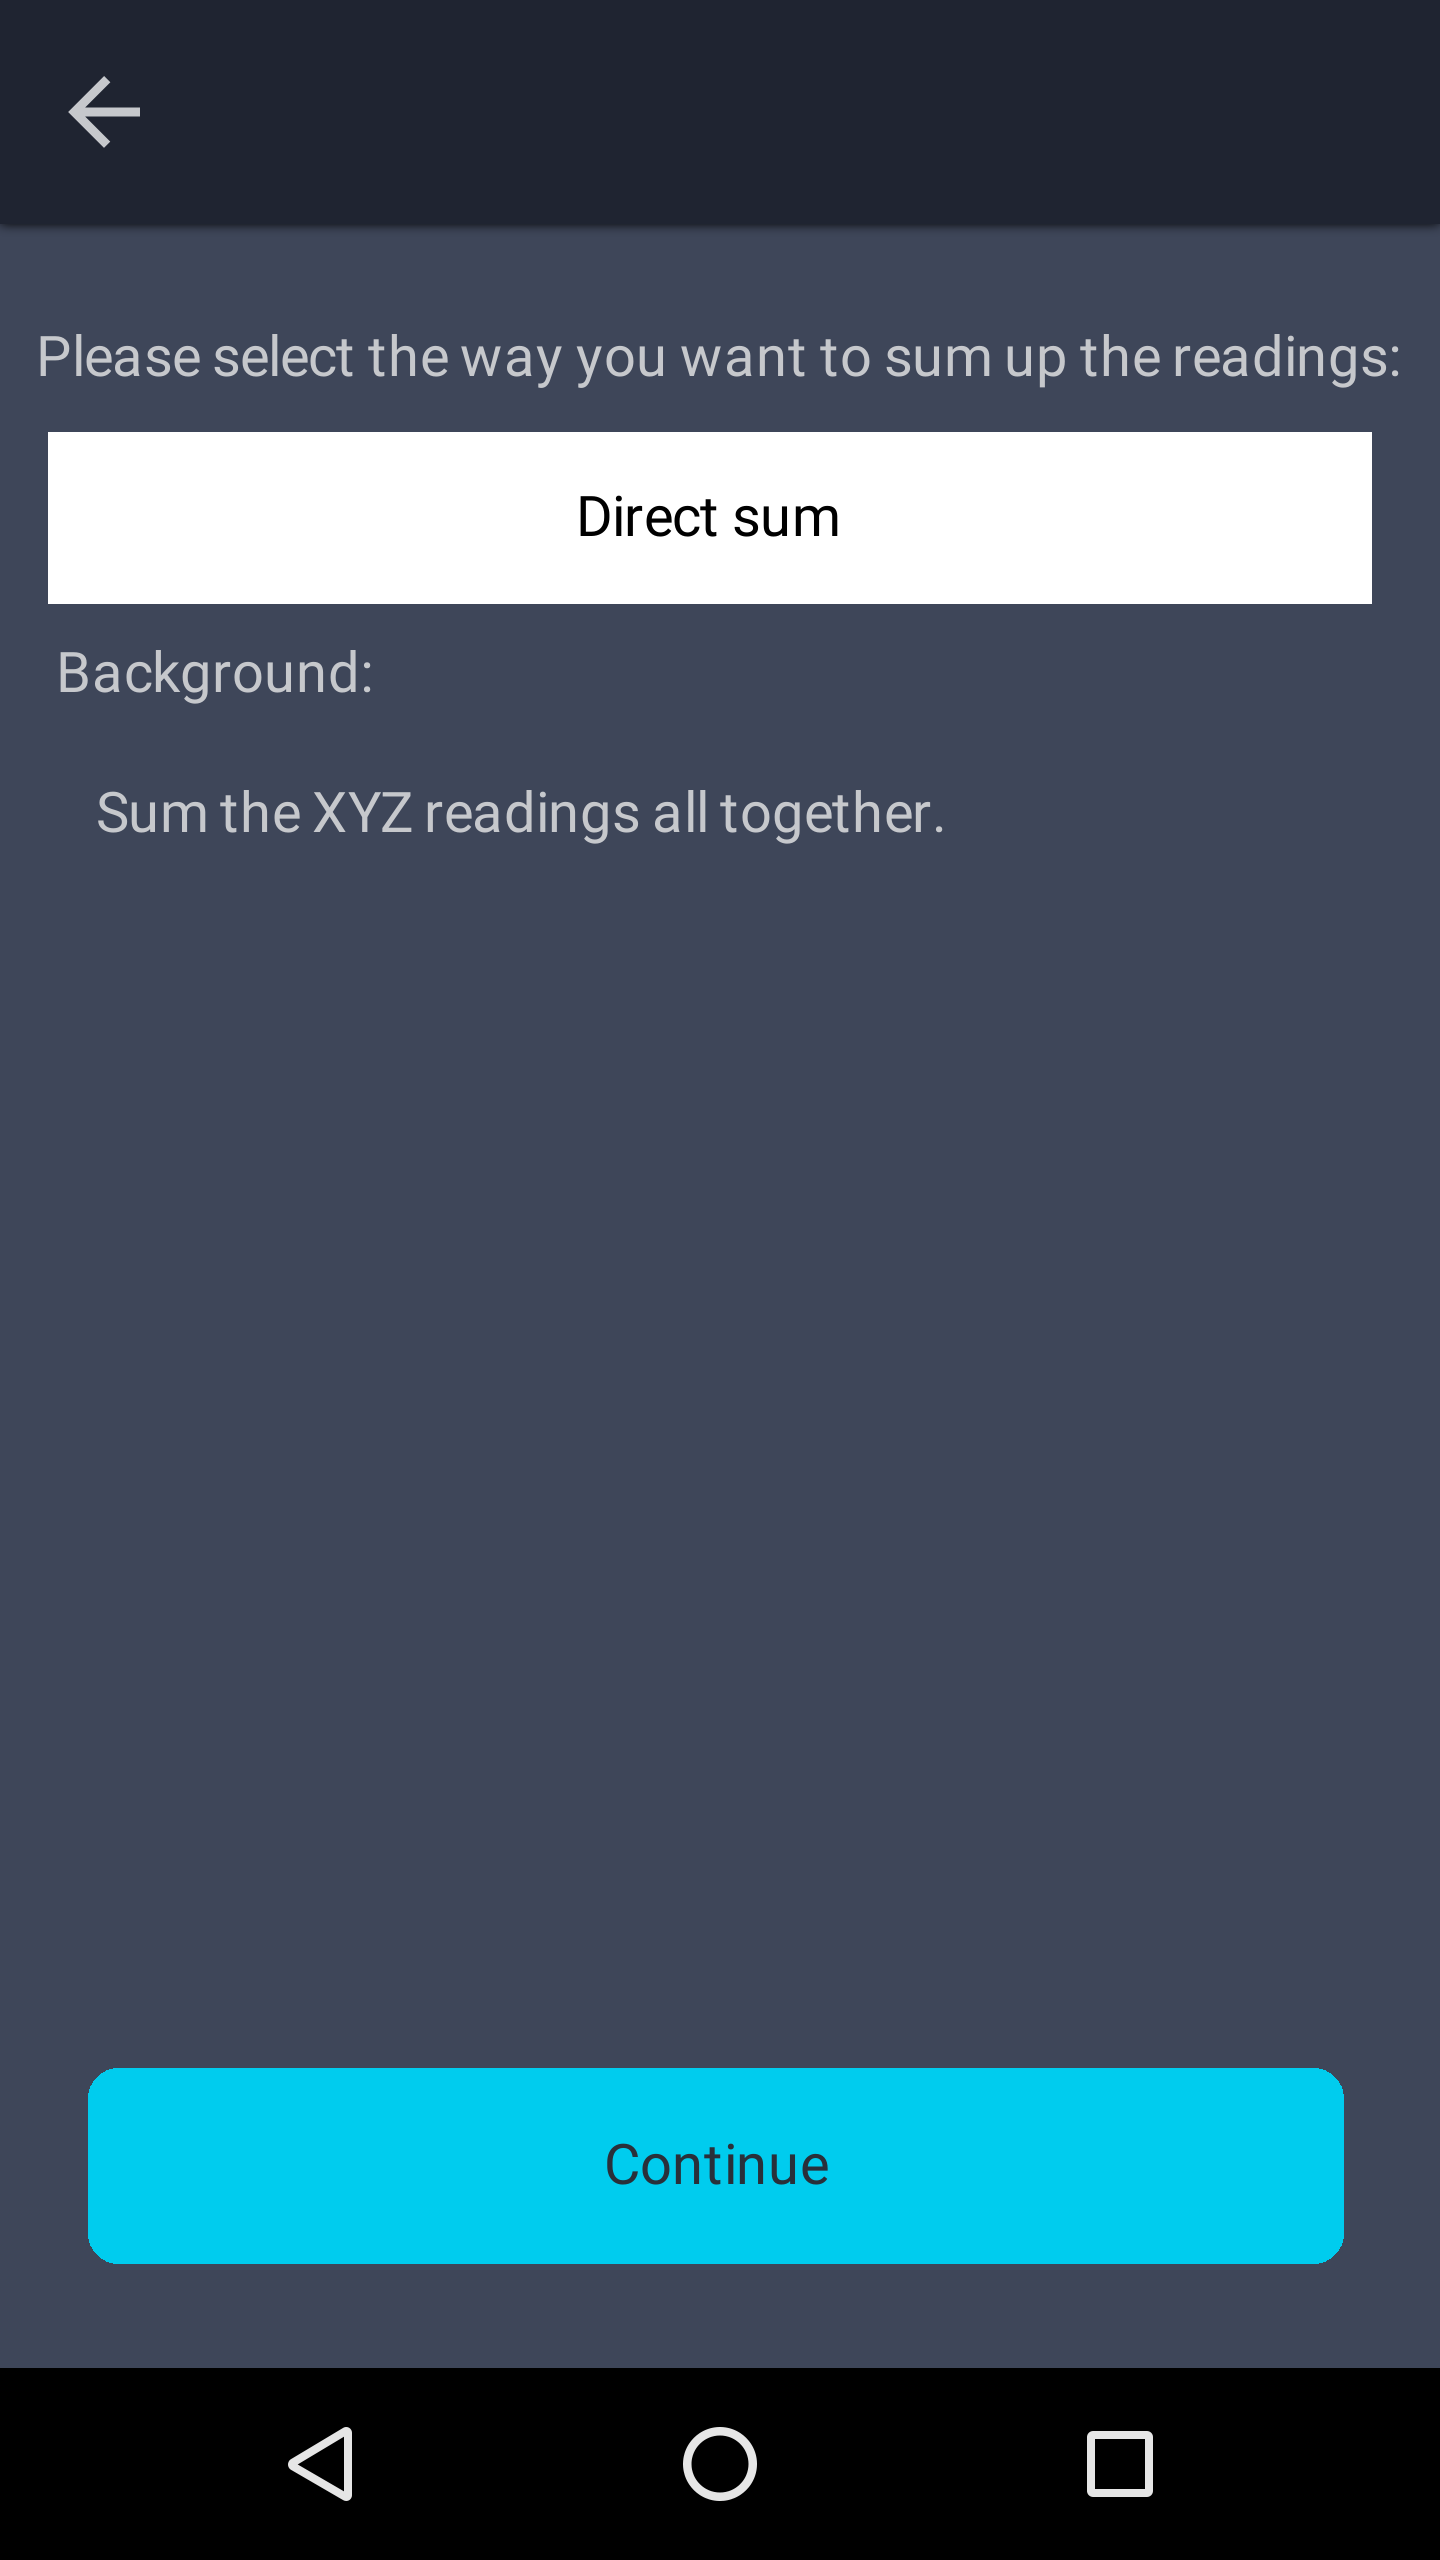 Please select the way you want to sum up the readings:
Direct sum
Background:
Sum the XYZ readings all together.
Continue